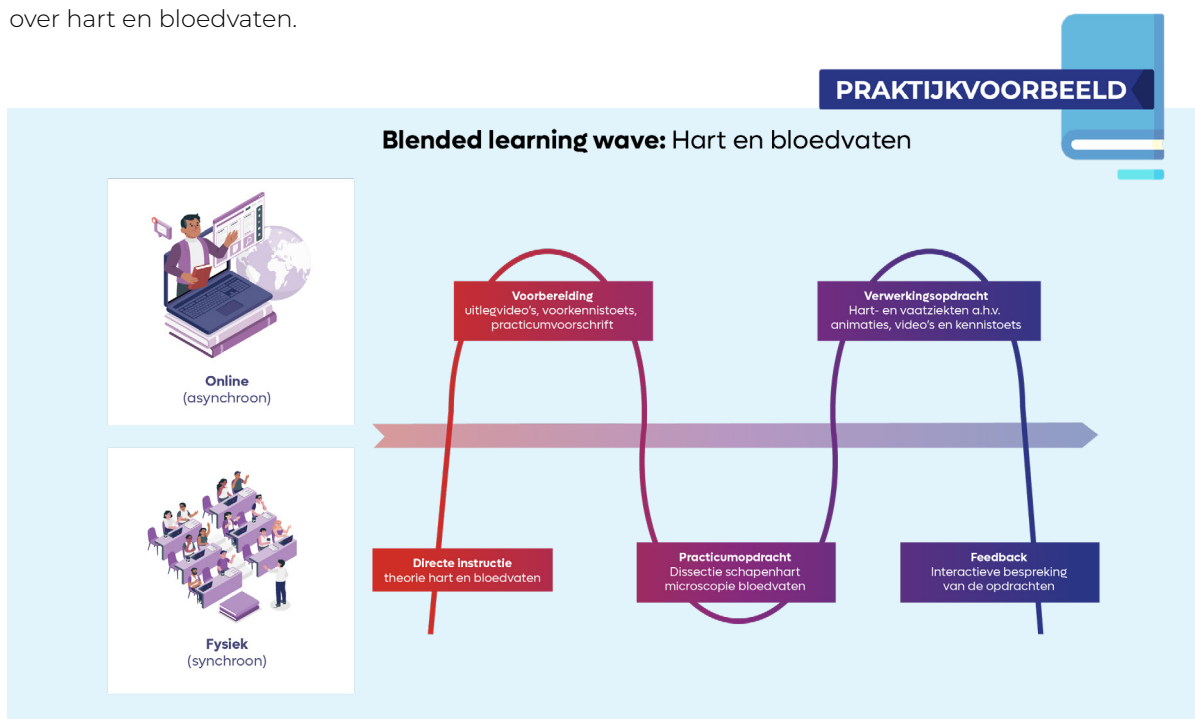 over hart en bloedvaten.
PRAKTIJKVOORBEELD
Blended learning wave: Hart en bloedvaten
Online
(asynchroon)
Voorbereiding
uitlegvideo's, voorkennistoets,
practicumvoorschrift
Verwerkingsopdracht
Hart- en vaatziekten a.h.v.
animaties, video's en kennistoets
Fysiek
(synchroon)
Directe instructie
theorie hart en bloedvaten
Practicumopdracht
Dissectie schapenhart
microscopie bloedvaten
Feedback
Interactieve bespreking
van de opdrachten